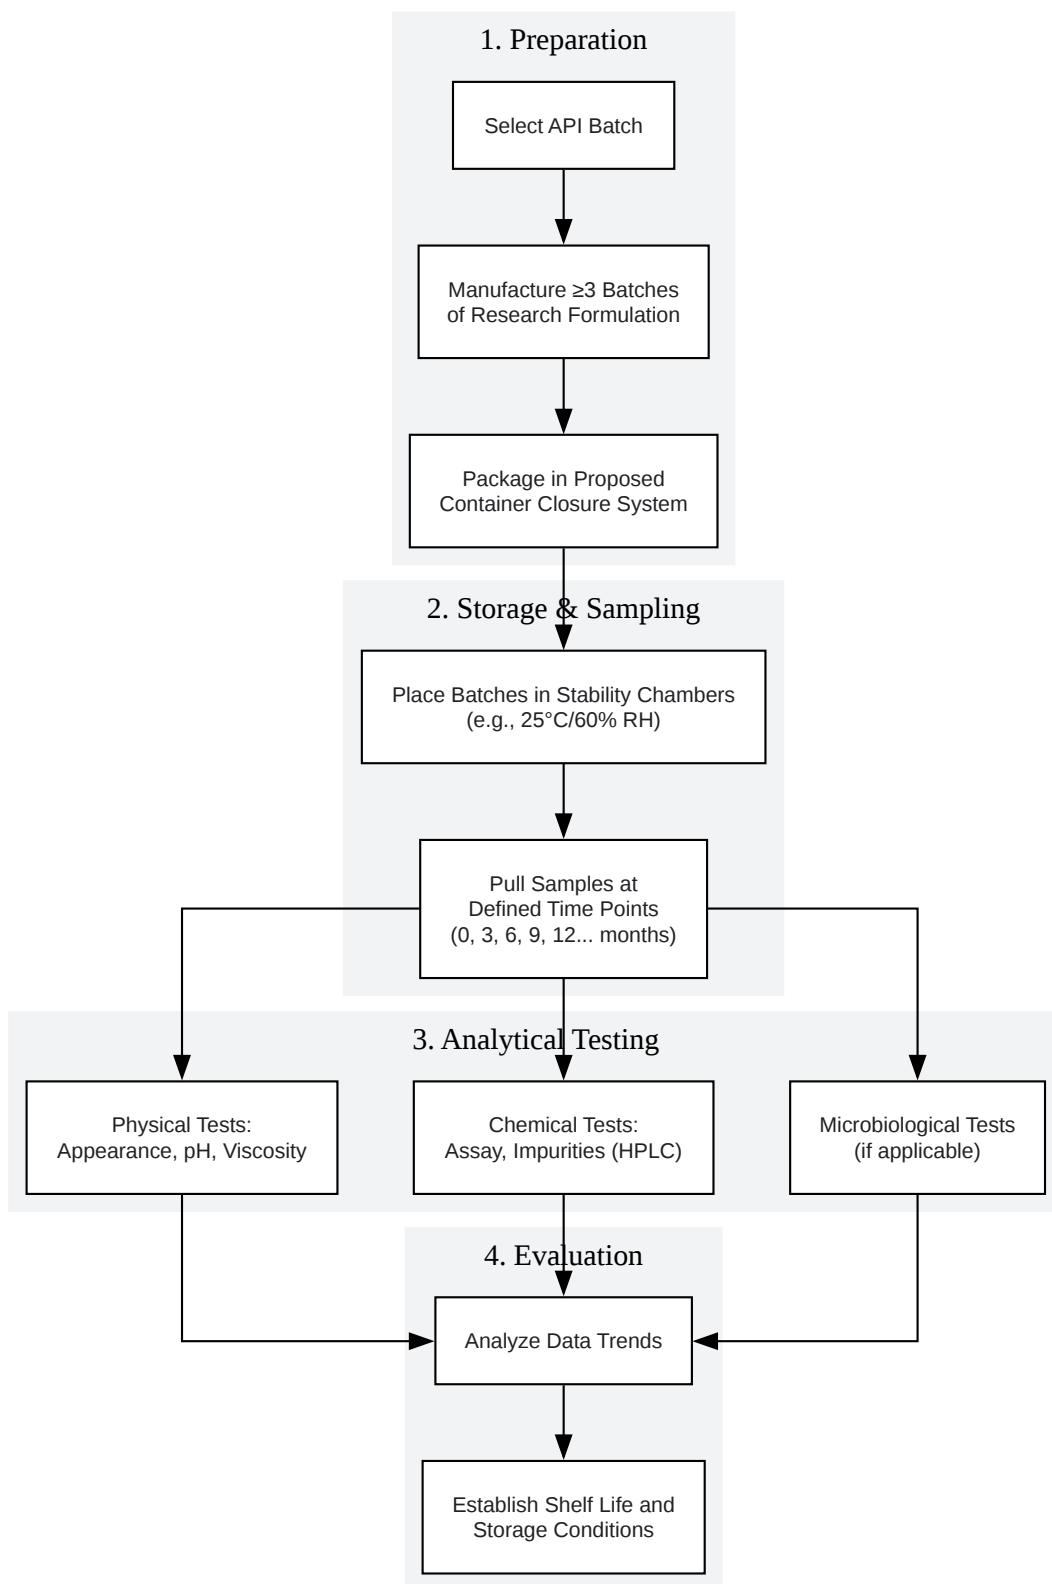 1. Preparation
Select API Batch
Manufacture ≥3 Batches
of Research Formulation
Package in Proposed
Container Closure System
2. Storage & Sampling
Place Batches in Stability Chambers
(e.g., 25°C/60% RH)
Pull Samples at
Defined Time Points
(0, 3, 6, 9, 12... months)
3. Analytical Testing
Physical Tests:
Appearance, pH, Viscosity
Chemical Tests:
Assay, Impurities (HPLC)
Microbiological Tests
(if applicable)
4. Evaluation
Analyze Data Trends
Establish Shelf Life and
Storage Conditions